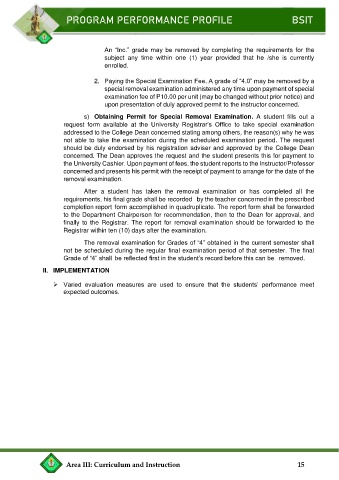 PROGRAM PERFORMANCE PROFILE BSIT
An “Inc.” grade may be removed by completing the requirements for the
subject any time within one (1) year provided that he /she is currently
enrolled.
2. Paying the Special Examination Fee. A grade of “4.0” may be removed by a
special removal examination administered any time upon payment of special
examination fee of P10.00 per unit (may be changed without prior notice) and
upon presentation of duly approved permit to the instructor concerned.
s) Obtaining Permit for Special Removal Examination. A student fills out a
request form available at the University Registrar’s Office to take special examination
addressed to the College Dean concerned stating among others, the reason(s) why he was
not able to take the examination during the scheduled examination period. The request
should be duly endorsed by his registration adviser and approved by the College Dean
concerned. The Dean approves the request and the student presents this for payment to
the University Cashier. Upon payment of fees, the student reports to the Instructor/Professor
concerned and presents his permit with the receipt of payment to arrange for the date of the
removal examination.
After a student has taken the removal examination or has completed all the
requirements, his final grade shall be recorded by the teacher concerned in the prescribed
completion report form accomplished in quadruplicate. The report form shall be forwarded
to the Department Chairperson for recommendation, then to the Dean for approval, and
finally to the Registrar. The report for removal examination should be forwarded to the
Registrar within ten (10) days after the examination.
The removal examination for Grades of “4” obtained in the current semester shall
not be scheduled during the regular final examination period of that semester. The final
Grade of “4” shall be reflected first in the student’s record before this can be removed.
II. IMPLEMENTATION
➢ Varied evaluation measures are used to ensure that the students’ performance meet
expected outcomes.
Area III: Curriculum and Instruction 15